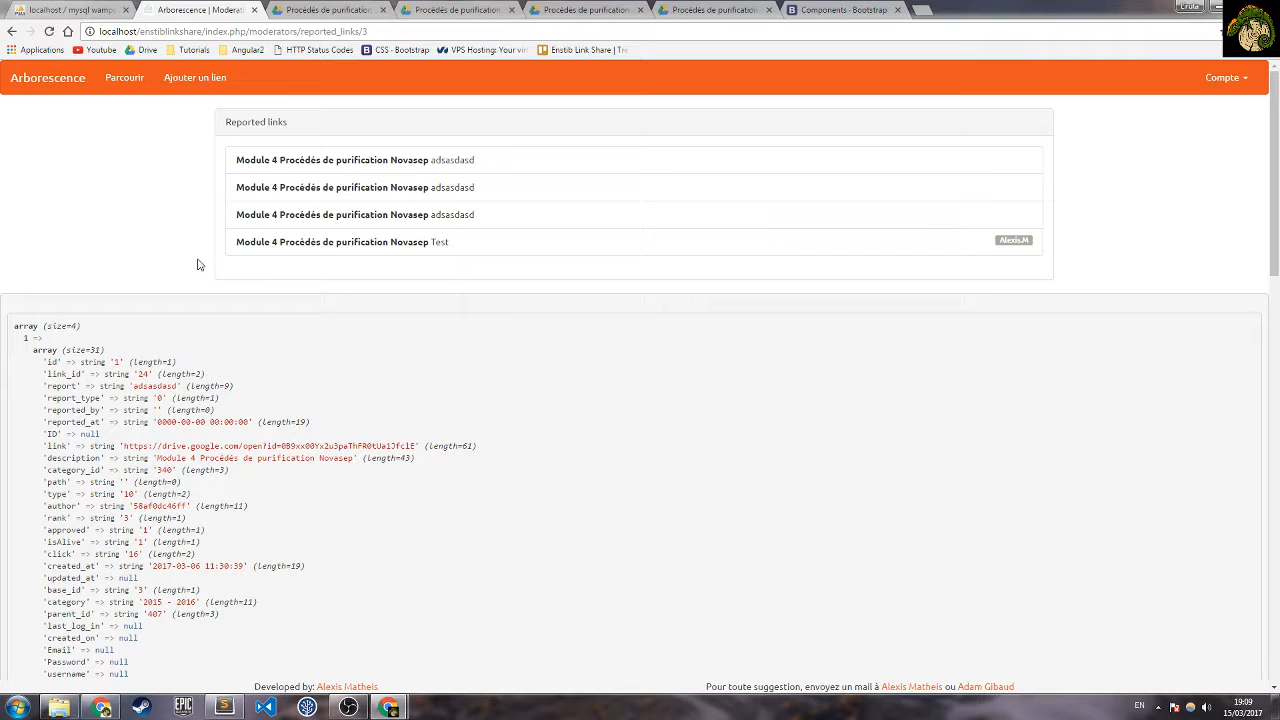 localhost / mysql wampse
Arborescence | Moderati
Procédés de purification
Procédés de purification
Procédés de purification
Procédés de purification
Components · Bootstrap
localhost/enstiblinkshare/index.php/moderators/reported_links/3
Applications
Youtube
Drive
Tutorials
Angular2
HTTP Status Codes
CSS · Bootstrap
VPS Hosting: Your vir
Enstib Link Share | Tre
Arborescence
Parcourir
Ajouter un lien
Compte
Reported links
Module 4 Procédés de purification Novasep adsasdasd
Module 4 Procédés de purification Novasep adsasdasd
Module 4 Procédés de purification Novasep adsasdasd
Module 4 Procédés de purification Novasep Test
Alexis.M
array (size=4)
1 =>
array (size=31)
'id' => string '1' (length=1)
'link_id' => string '24' (length=2)
'report' => string 'adsasdasd' (length=9)
'report_type' => string '0' (length=1)
'reported_by' => string '' (length=0)
'reported_at' => string '0000-00-00 00:00:00' (length=19)
'ID' => null
'link' => string 'https://drive.google.com/open?id=0B9xx00Yx2u3paThFR0tUa1JfclE' (length=61)
'description' => string 'Module 4 Procédés de purification Novasep' (length=43)
'category_id' => string '340' (length=3)
'path' => string '' (length=0)
'type' => string '10' (length=2)
'author' => string '58af0dc46ff' (length=11)
'rank' => string '3' (length=1)
'approved' => string '1' (length=1)
'isAlive' => string '1' (length=1)
'click' => string '16' (length=2)
'created_at' => string '2017-03-06 11:30:39' (length=19)
'updated_at' => null
'base_id' => string '3' (length=1)
'category' => string '2015 - 2016' (length=11)
'parent_id' => string '407' (length=3)
'last_log_in' => null
'created_on' => null
'Email' => null
'Password' => null
'username' => null
Developed by: Alexis Matheis
Pour toute suggestion, envoyez un mail à Alexis Matheis ou Adam Gibaud
EPIC
GAMES
EN
19:09
15/03/2017